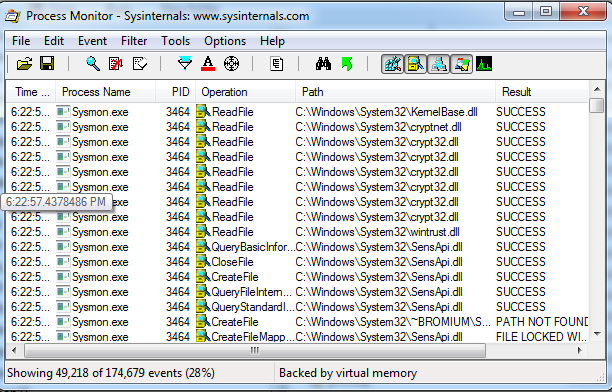 Process Monitor - Sysinternals: www.sysinternals.com
File Edit Event Filter Tools Options Help
Time ... Process Name PID Operation Path Result
6:22:5... Sysmon.exe 3464 ReadFile C:\Windows\System32\KernelBase.dll SUCCESS
6:22:5... Sysmon.exe 3464 ReadFile C:\Windows\System32\cryptnet.dll SUCCESS
6:22:5... Sysmon.exe 3464 ReadFile C:\Windows\System32\crypt32.dll SUCCESS
6:22:5... Sysmon.exe 3464 ReadFile C:\Windows\System32\crypt32.dll SUCCESS
6:22:5... Sysmon.exe 3464 ReadFile C:\Windows\System32\crypt32.dll SUCCESS
6:22:5... Sysmon.exe 3464 ReadFile C:\Windows\System32\crypt32.dll SUCCESS
6:22:57.4378486 PM 3464 ReadFile C:\Windows\System32\crypt32.dll SUCCESS
6:22:5... Sysmon.exe 3464 ReadFile C:\Windows\System32\crypt32.dll SUCCESS
6:22:5... Sysmon.exe 3464 ReadFile C:\Windows\System32\wintrust.dll SUCCESS
6:22:5... Sysmon.exe 3464 QueryBasicInfor... C:\Windows\System32\SensApi.dll SUCCESS
6:22:5... Sysmon.exe 3464 CloseFile C:\Windows\System32\SensApi.dll SUCCESS
6:22:5... Sysmon.exe 3464 CreateFile C:\Windows\System32\SensApi.dll SUCCESS
6:22:5... Sysmon.exe 3464 QueryFileIntern... C:\Windows\System32\SensApi.dll SUCCESS
6:22:5... Sysmon.exe 3464 QueryStandardI... C:\Windows\System32\SensApi.dll SUCCESS
6:22:5... Sysmon.exe 3464 CreateFile C:\Windows\System32\~BROMIUM\S... PATH NOT FOUND
6:22:5... Sysmon.exe 3464 CreateFileMapp... C:\Windows\System32\SensApi.dll FILE LOCKED WI...
Showing 49,218 of 174,679 events (28%) Backed by virtual memory